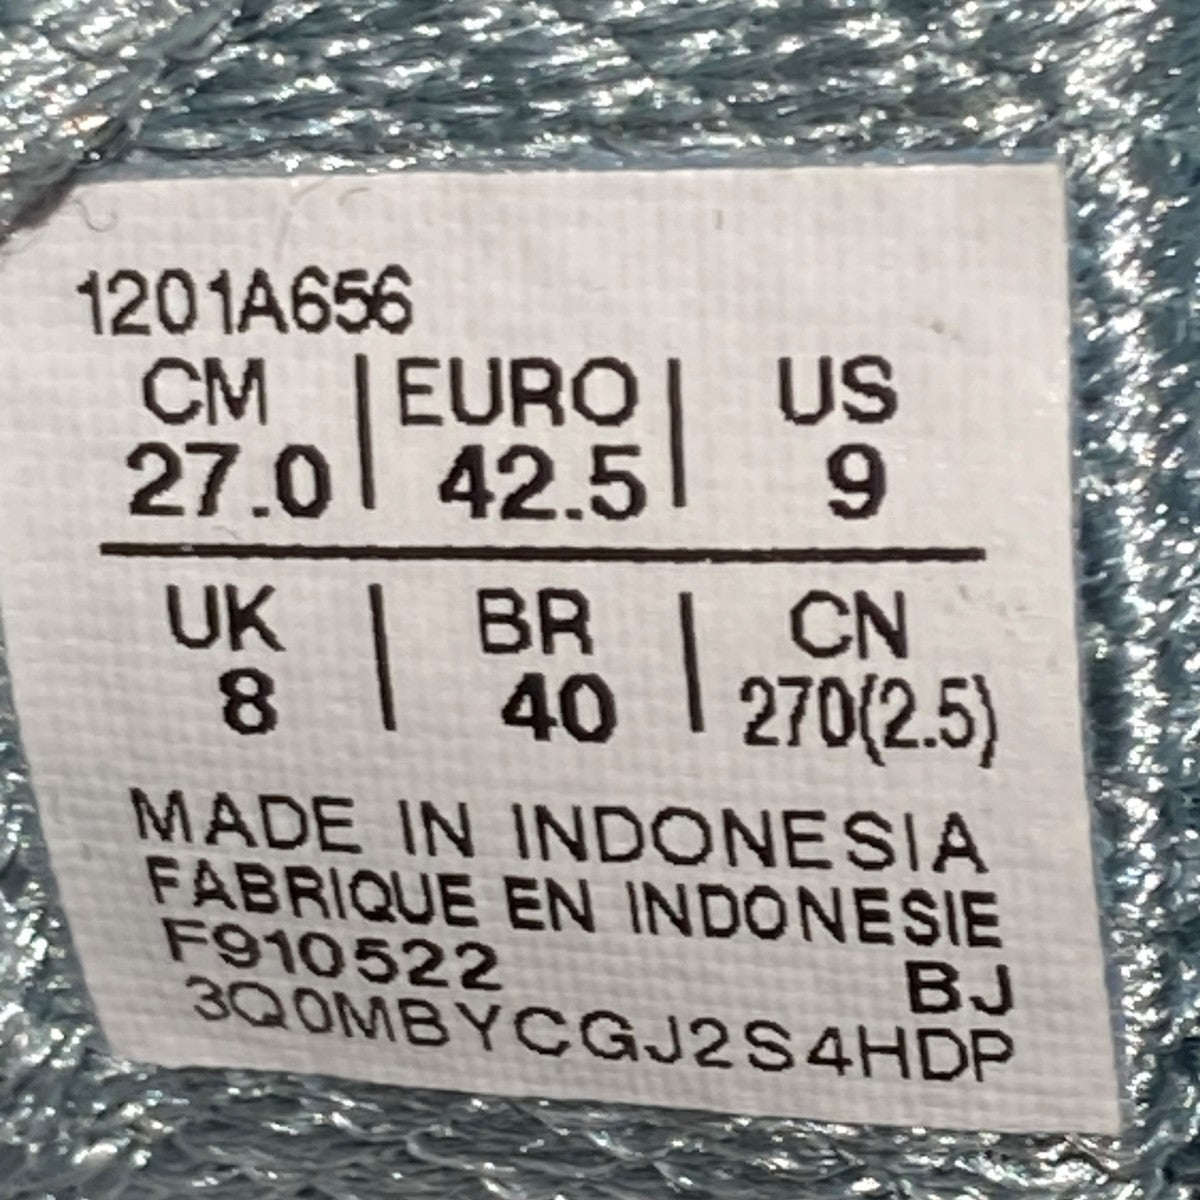 1201A656
CM | EURO | US
27.0 | 42.5 | 9
UK | BR | CN
8 | 40 | 270(2.5)
MADE IN INDONESIA
FABRIQUE EN INDONESIE
F910522 BJ
3Q0MBYCGJ2S4HDP